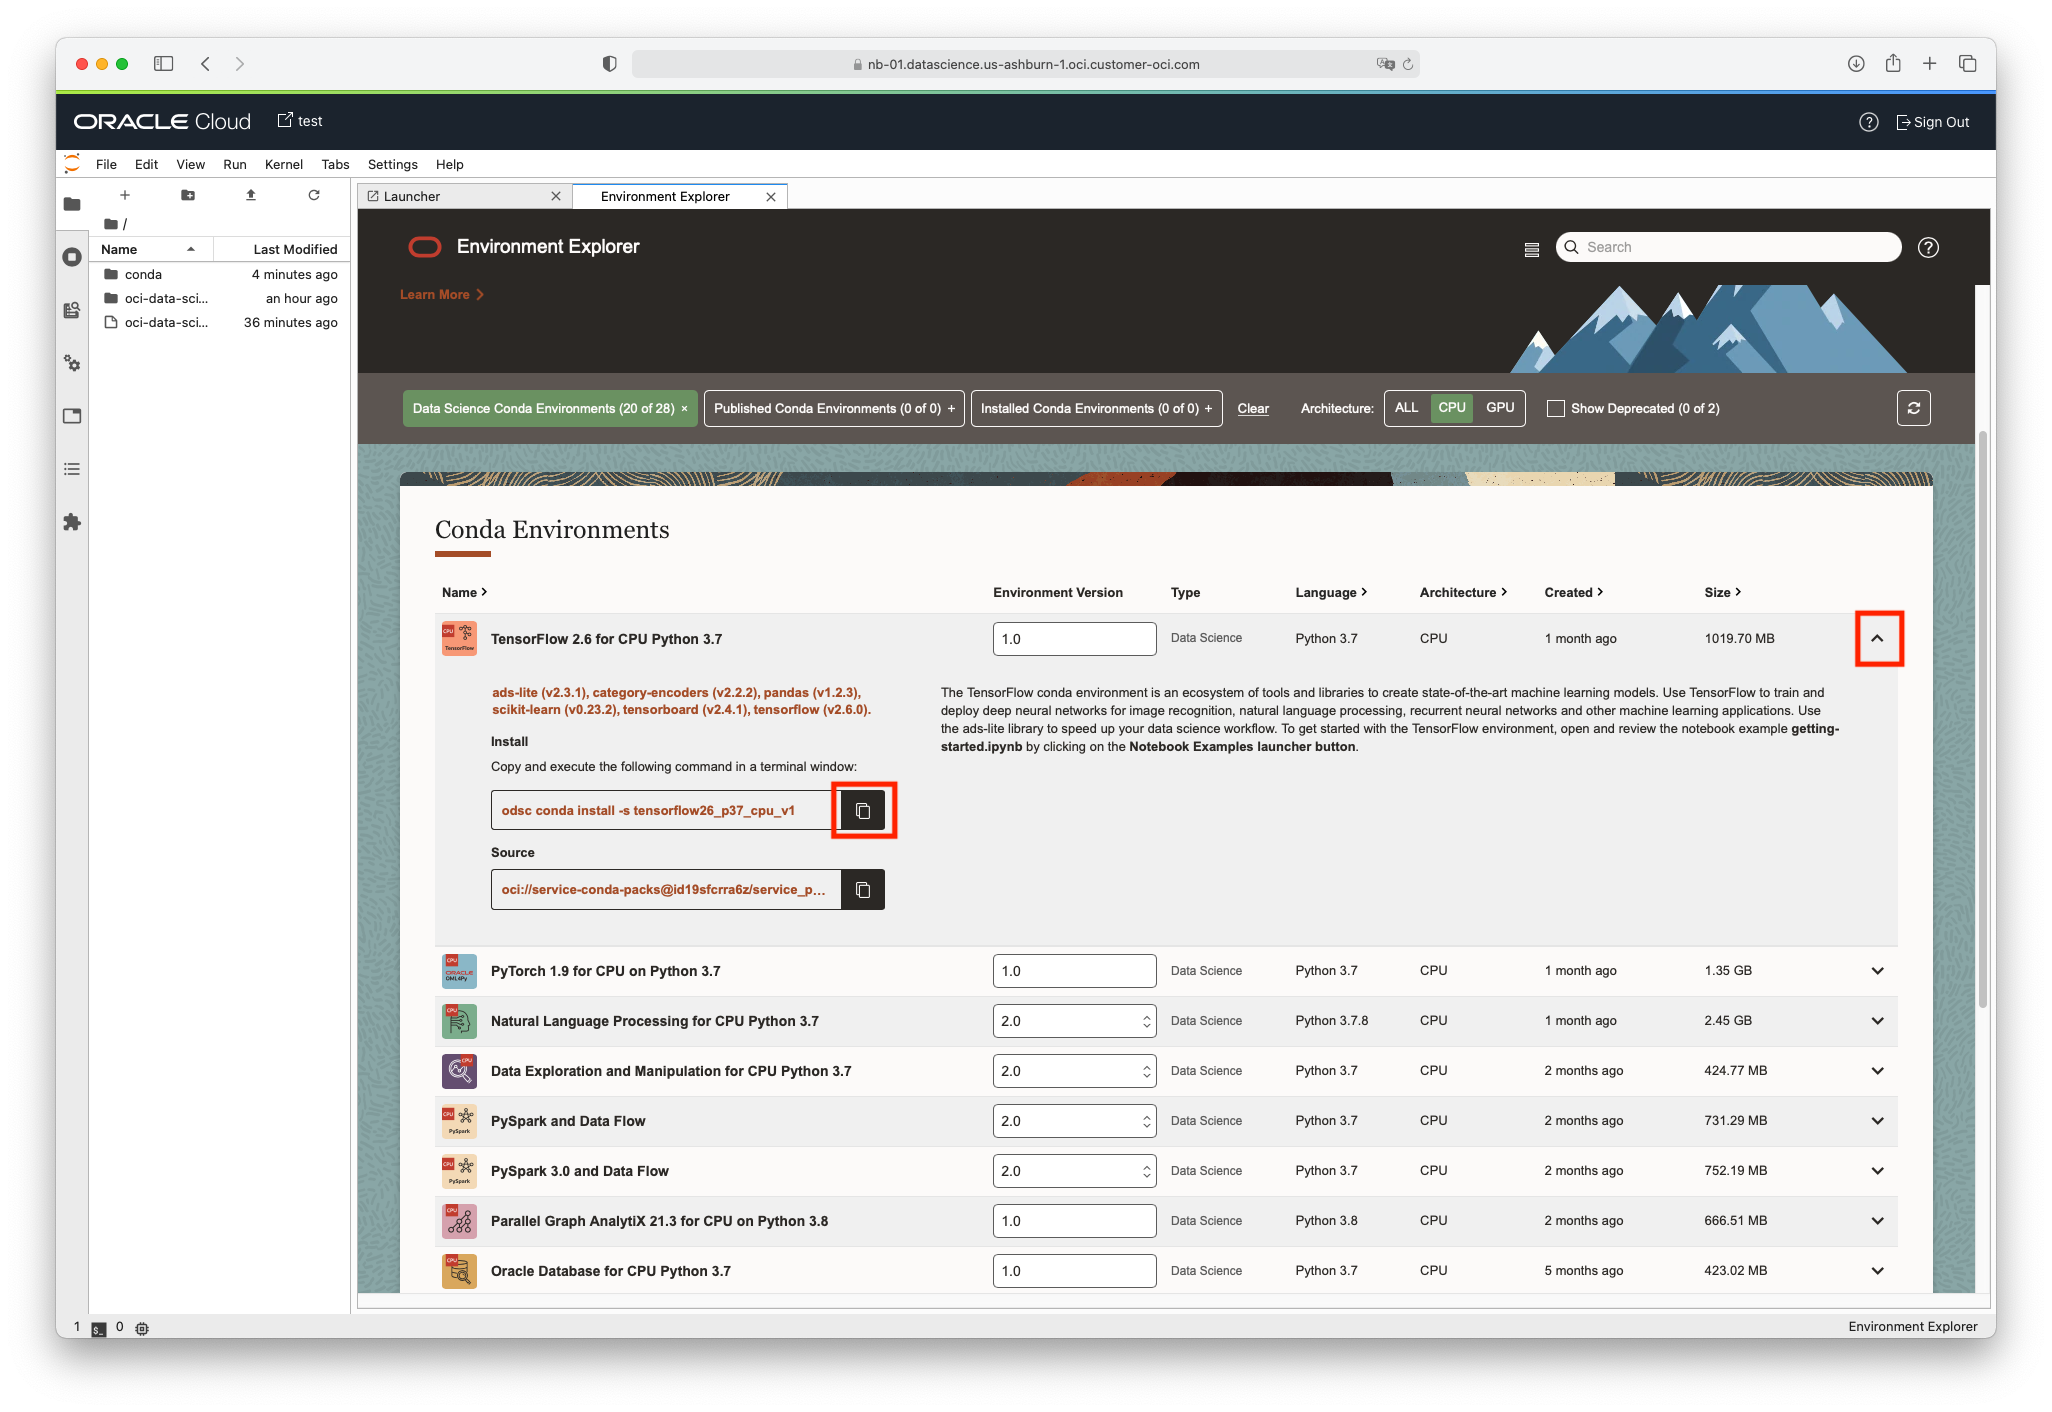 nb-01.datascience.us-ashburn-1.oci.customer-oci.com
ORACLE Cloud test
Sign Out
File Edit View Run Kernel Tabs Settings Help
Launcher
Environment Explorer
/
Name Last Modified
conda 4 minutes ago
oci-data-sci... an hour ago
oci-data-sci... 36 minutes ago
Environment Explorer
Search
Learn More
Data Science Conda Environments (20 of 28) ×
Published Conda Environments (0 of 0) +
Installed Conda Environments (0 of 0) +
Clear
Architecture:
ALL CPU GPU
Show Deprecated (0 of 2)
Conda Environments
Name Environment Version Type Language Architecture Created Size
CPU
TensorFlow
TensorFlow 2.6 for CPU Python 3.7 1.0 Data Science Python 3.7 CPU 1 month ago 1019.70 MB
ads-lite (v2.3.1), category-encoders (v2.2.2), pandas (v1.2.3),
scikit-learn (v0.23.2), tensorboard (v2.4.1), tensorflow (v2.6.0).
Install
Copy and execute the following command in a terminal window:
odsc conda install -s tensorflow26_p37_cpu_v1
Source
oci://service-conda-packs@id19sfcrra6z/service_p...
The TensorFlow conda environment is an ecosystem of tools and libraries to create state-of-the-art machine learning models. Use TensorFlow to train and
deploy deep neural networks for image recognition, natural language processing, recurrent neural networks and other machine learning applications. Use
the ads-lite library to speed up your data science workflow. To get started with the TensorFlow environment, open and review the notebook example getting-
started.ipynb by clicking on the Notebook Examples launcher button.
CPU
ORACLE
OML4Py
PyTorch 1.9 for CPU on Python 3.7 1.0 Data Science Python 3.7 CPU 1 month ago 1.35 GB
CPU
Natural Language Processing for CPU Python 3.7 2.0 Data Science Python 3.7.8 CPU 1 month ago 2.45 GB
CPU
Data Exploration and Manipulation for CPU Python 3.7 2.0 Data Science Python 3.7 CPU 2 months ago 424.77 MB
CPU
PySpark
PySpark and Data Flow 2.0 Data Science Python 3.7 CPU 2 months ago 731.29 MB
CPU
PySpark
PySpark 3.0 and Data Flow 2.0 Data Science Python 3.7 CPU 2 months ago 752.19 MB
CPU
Parallel Graph AnalytiX 21.3 for CPU on Python 3.8 1.0 Data Science Python 3.8 CPU 2 months ago 666.51 MB
CPU
Oracle Database for CPU Python 3.7 1.0 Data Science Python 3.7 CPU 5 months ago 423.02 MB
1 $_ 0 Environment Explorer